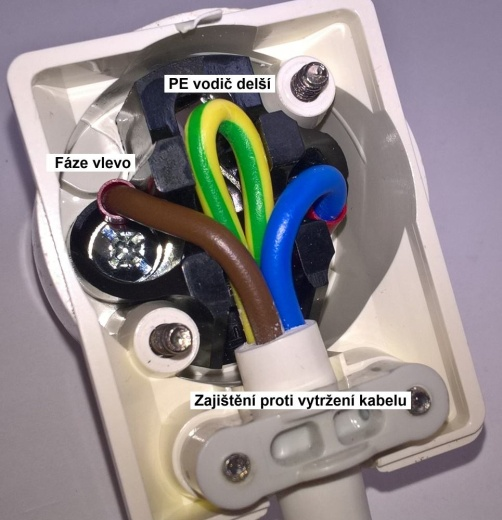 PE vodič delší
Fáze vlevo
Zajištění proti vytržení kabelu